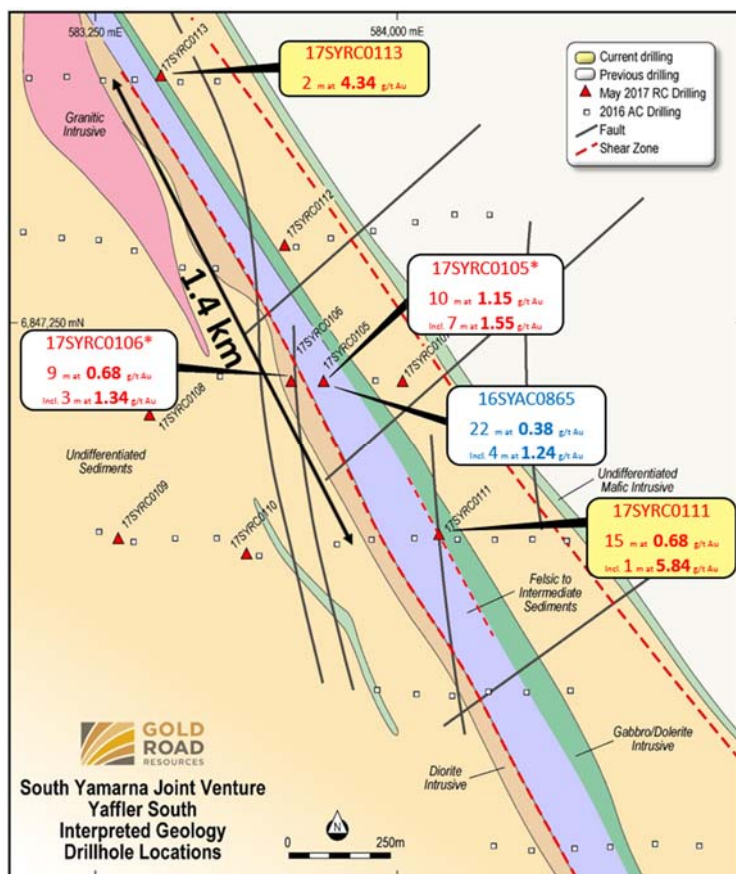 583,250 mE
584,000 mE
17SYRC0113
17SYRC0113
2 m at 4.34 g/t Au
Current drilling
Previous drilling
May 2017 RC Drilling
2016 AC Drilling
Fault
Shear Zone
Granitic
Intrusive
17SYRC0112
1.4 km
6,847,250 mN
17SYRC0105*
10 m at 1.15 g/t Au
Incl. 7 m at 1.55 g/t Au
17SYRC0106
17SYRC0105
17SYRC0106*
9 m at 0.68 g/t Au
Incl. 3 m at 1.34 g/t Au
17SYRC0108
16SYAC0865
22 m at 0.38 g/t Au
Incl 4 m at 1.24 g/t Au
Undifferentiated
Sediments
Undifferentiated
Mafic Intrusive
17SYRC0109
17SYRC0110
17SYRC0111
17SYRC0111
15 m at 0.68 g/t Au
Incl. 1 m at 5.84 g/t Au
Felsic to
Intermediate
Sediments
Gabbro/Dolerite
Intrusive
Diorite
Intrusive
GOLD
ROAD
RESOURCES
South Yamarna Joint Venture
Yaffler South
Interpreted Geology
Drillhole Locations
N
0
250m